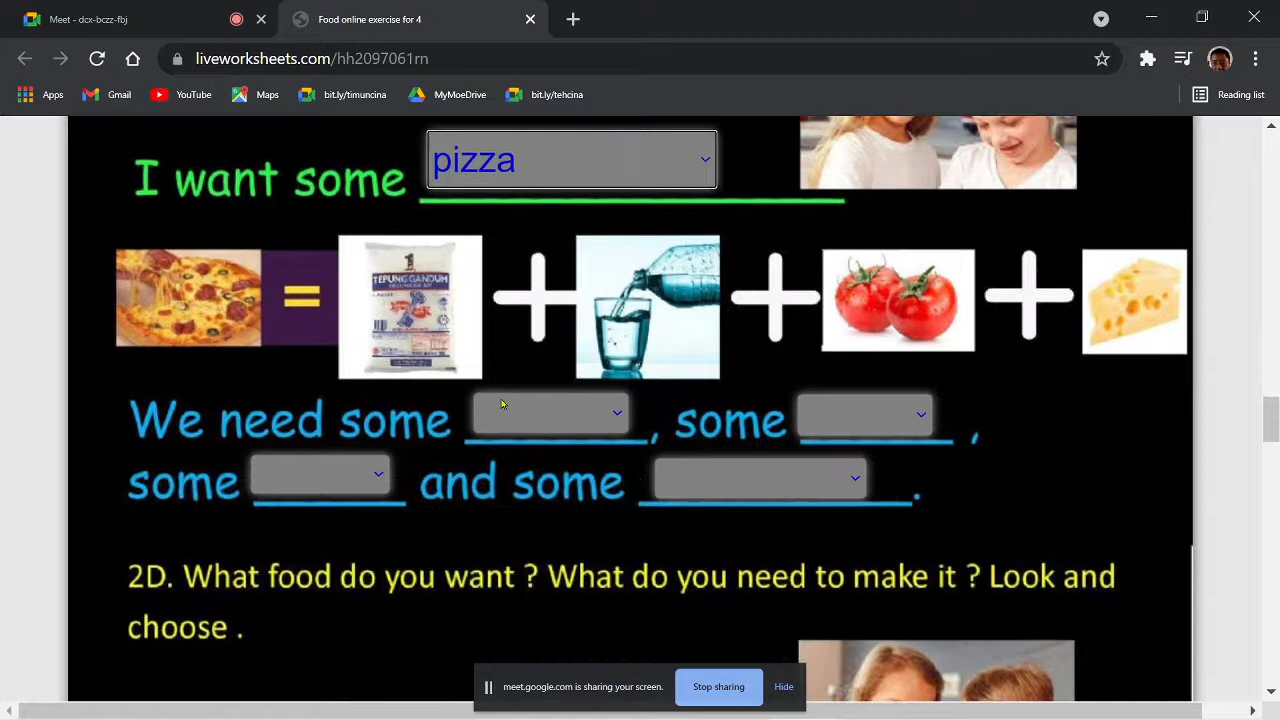 Meet - dcx-bczz-fbj
Food online exercise for 4
liveworksheets.com/hh2097061rn
Apps Gmail YouTube Maps bit.ly/timuncina MyMoeDrive bit.ly/tehcina Reading list
I want some pizza
1
TEPUNG GANDUM
=
+ + +
We need some , some ,
some and some .
2D. What food do you want ? What do you need to make it ? Look and
choose .
meet.google.com is sharing your screen. Stop sharing Hide